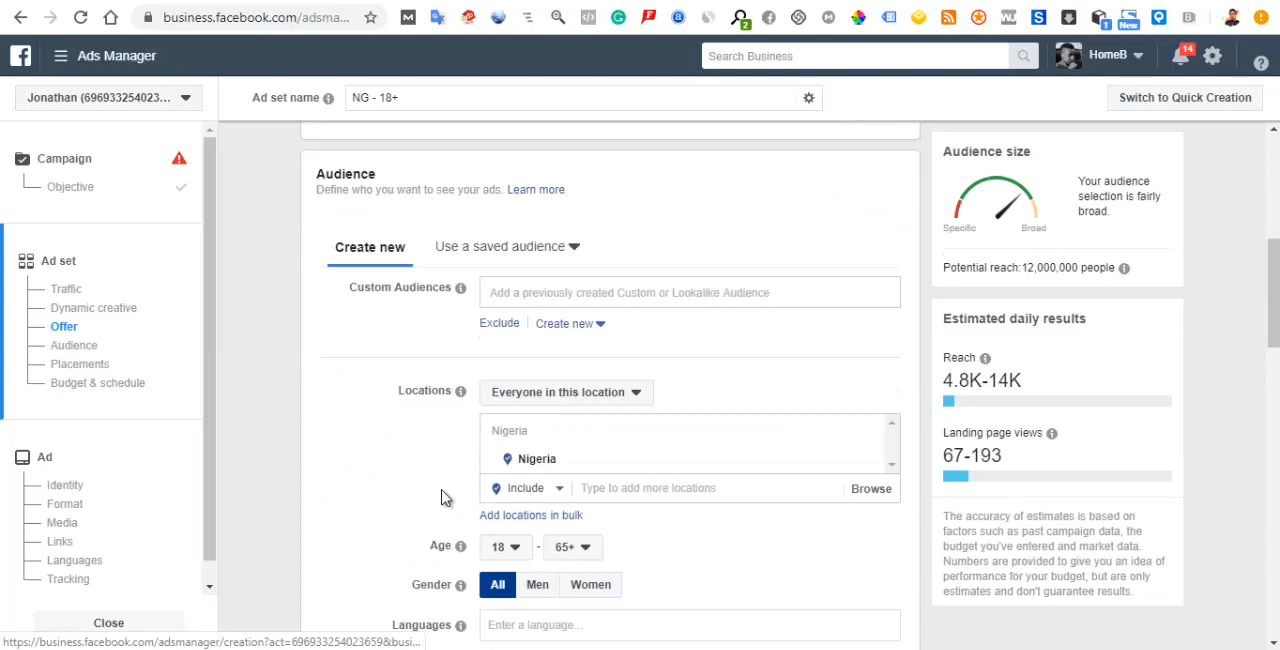 business.facebook.com/adsma...
2
1
New
Ads Manager
Search Business
HomeB
14
Jonathan (696933254023...
Ad set name
NG - 18+
Switch to Quick Creation
Campaign
Objective
Ad set
Traffic
Dynamic creative
Offer
Audience
Placements
Budget & schedule
Ad
Identity
Format
Media
Links
Languages
Tracking
Close
Audience
Define who you want to see your ads. Learn more
Create new
Use a saved audience
Custom Audiences
Add a previously created Custom or Lookalike Audience
Exclude
Create new
Locations
Everyone in this location
Nigeria
Nigeria
Include
Type to add more locations
Browse
Add locations in bulk
Age
18 - 65+
Gender
All
Men
Women
Languages
Enter a language...
Audience size
Specific
Broad
Your audience
selection is fairly
broad.
Potential reach:12,000,000 people
Estimated daily results
Reach
4.8K-14K
Landing page views
67-193
The accuracy of estimates is based on
factors such as past campaign data, the
budget you've entered and market data.
Numbers are provided to give you an idea of
performance for your budget, but are only
estimates and don't guarantee results.
https://business.facebook.com/adsmanager/creation?act=696933254023659&busi...